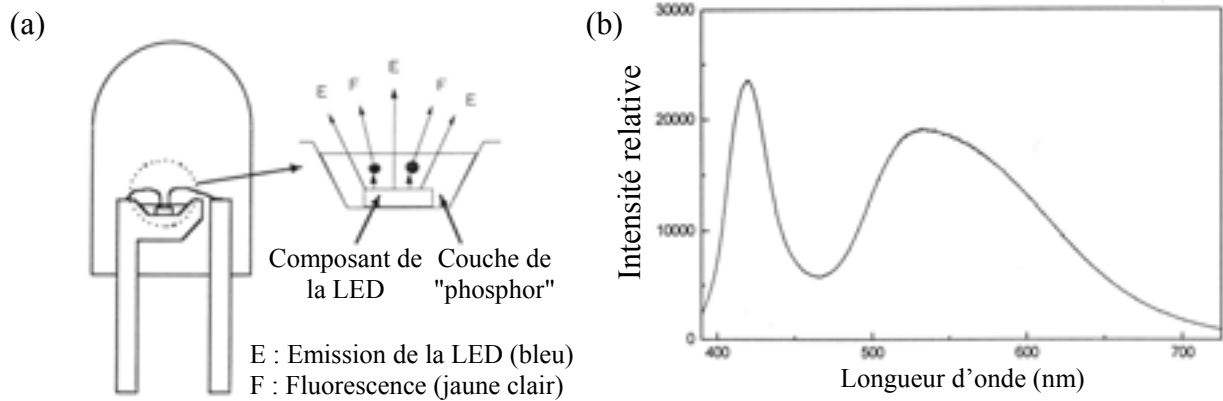 (a)
E
E
F
F
E
Composant de
la LED
Couche de
"phosphor"
E : Emission de la LED (bleu)
F : Fluorescence (jaune clair)
(b)
Intensité relative
30000
20000
10000
0
400
500
600
700
Longueur d'onde (nm)